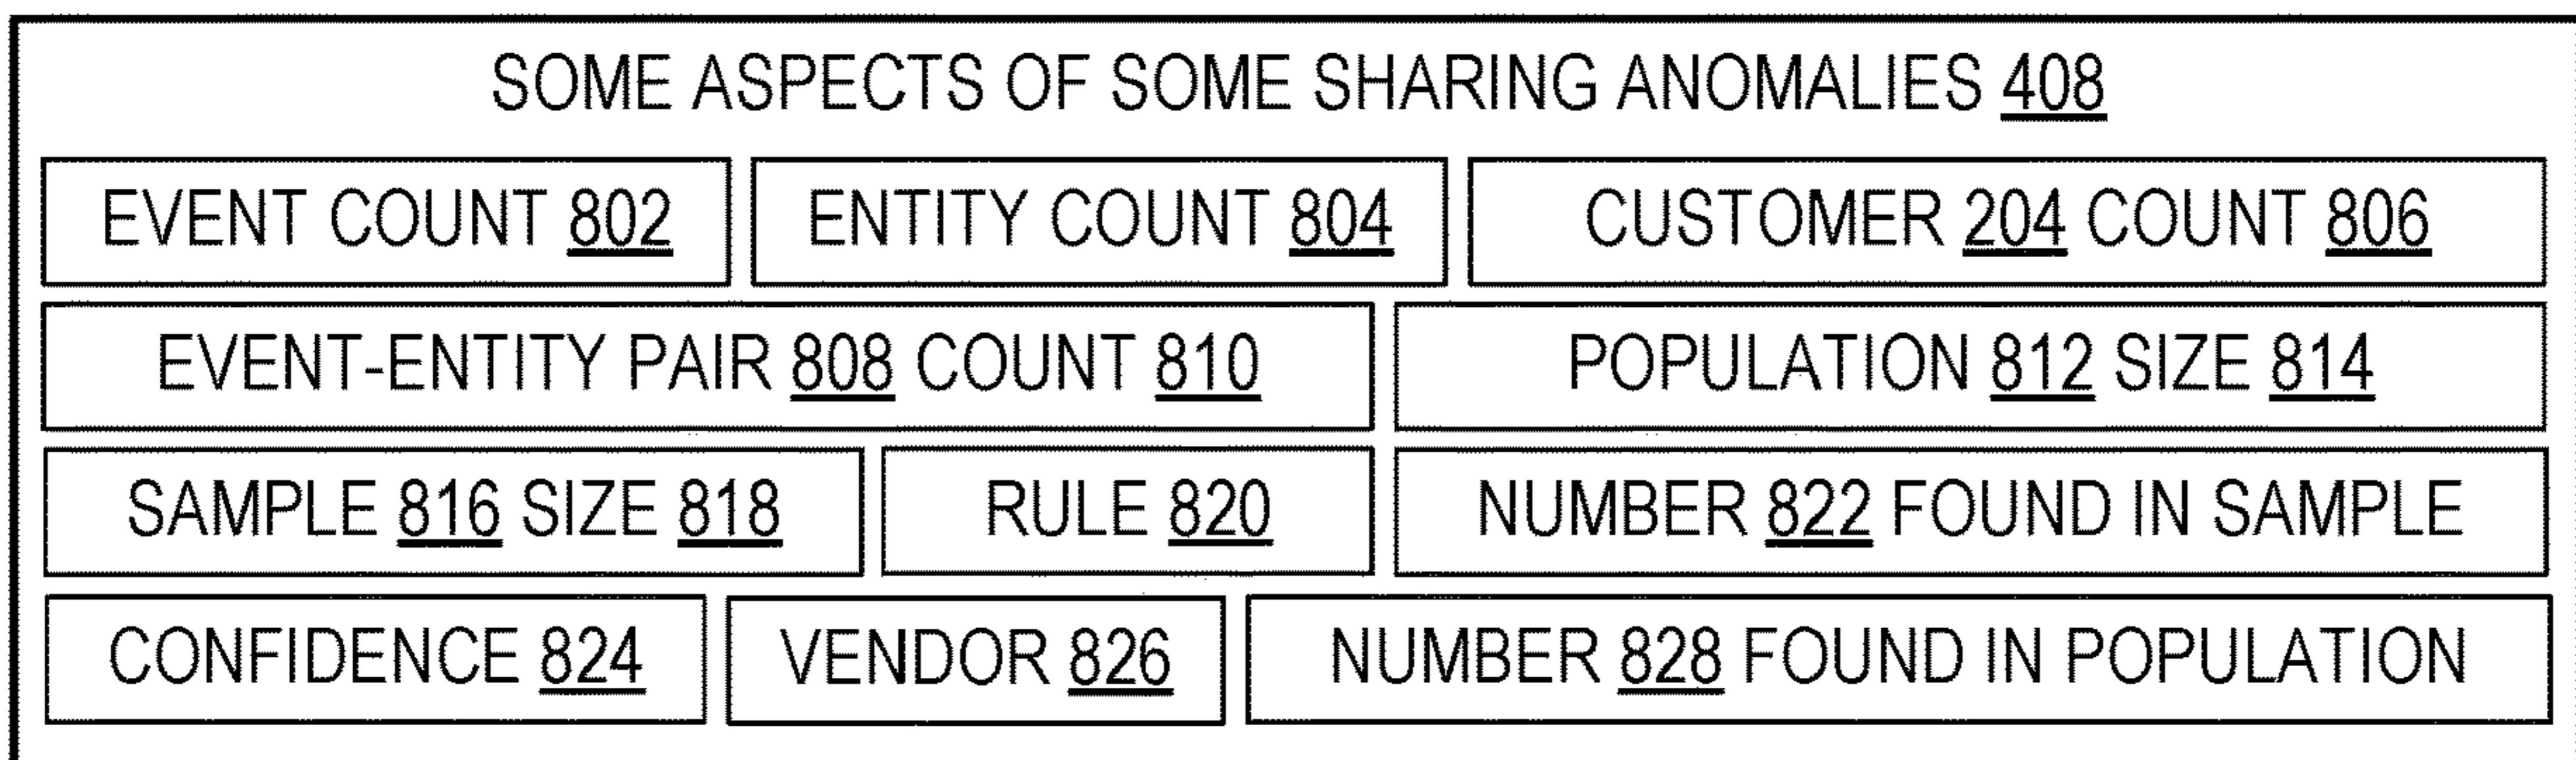 SOME ASPECTS OF SOME SHARING ANOMALIES 408
EVENT COUNT 802
ENTITY COUNT 804
CUSTOMER 204 COUNT 806
EVENT-ENTITY PAIR 808 COUNT 810
POPULATION 812 SIZE 814
SAMPLE 816 SIZE 818
RULE 820
NUMBER 822 FOUND IN SAMPLE
CONFIDENCE 824
VENDOR 826
NUMBER 828 FOUND IN POPULATION